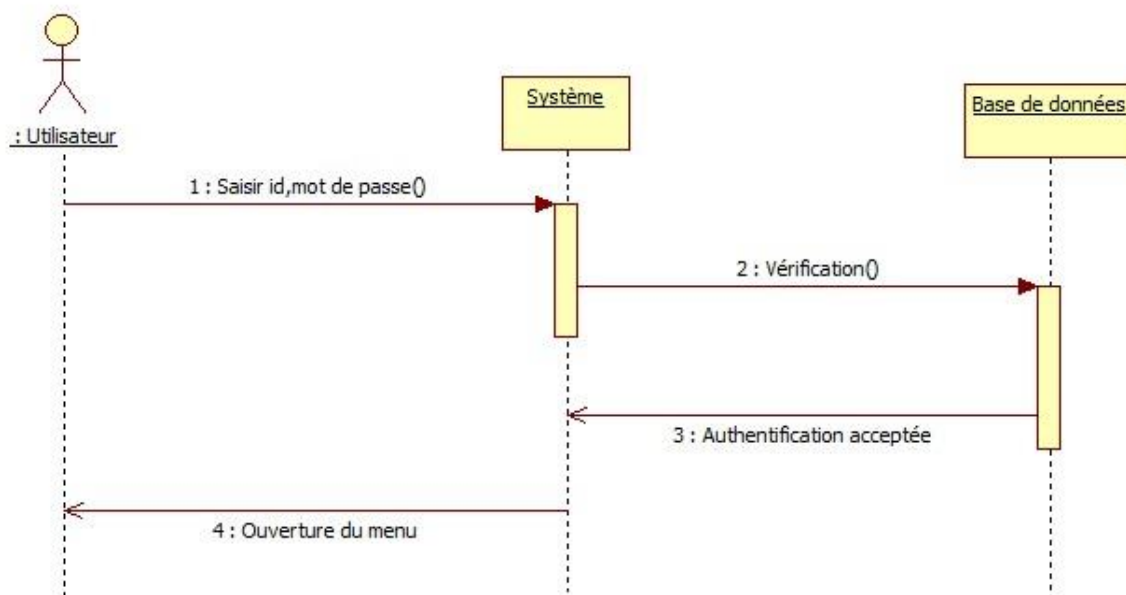 Système
Base de données
: Utilisateur
1 : Saisir id,mot de passe()
2 : Vérification()
3 : Authentification acceptée
4 : Ouverture du menu